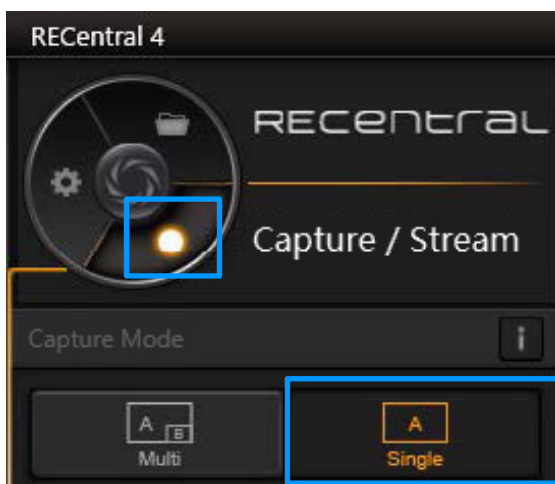 RECentral 4
RECentral
Capture / Stream
Capture Mode
i
A B
Multi
A
Single